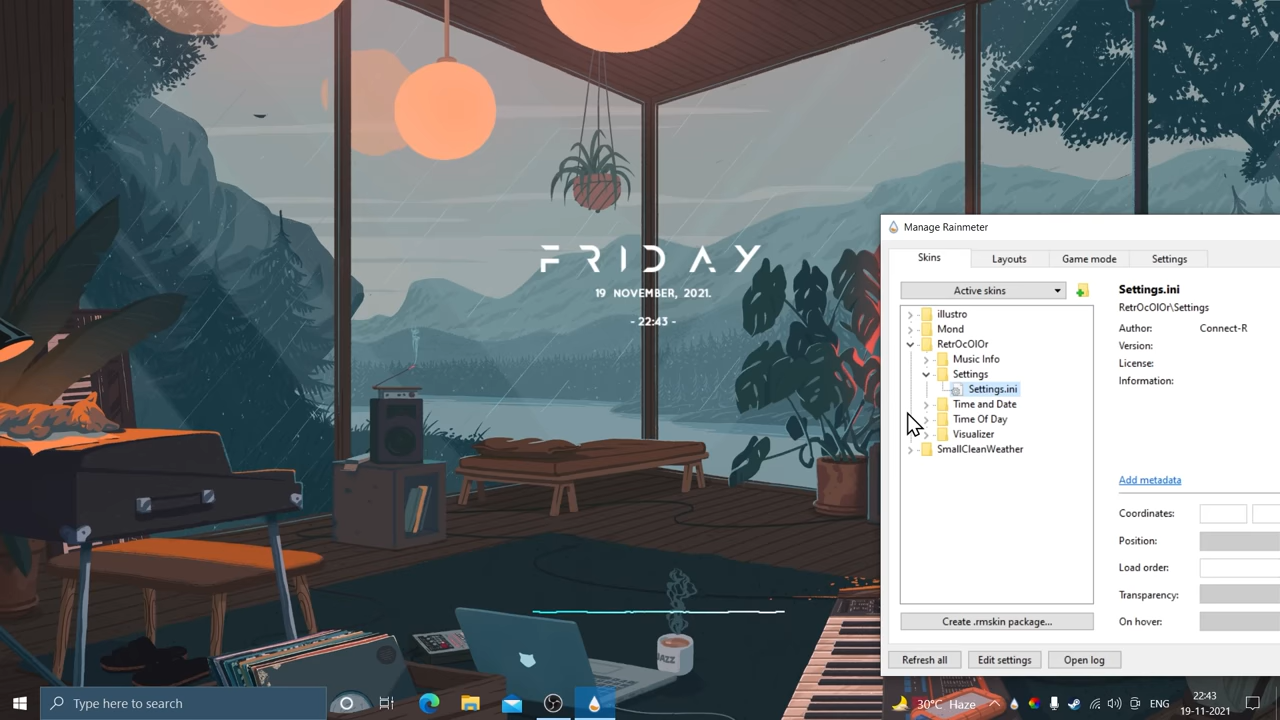 FRIDAY
19 NOVEMBER, 2021.
- 22:43 -
JAZZ
Manage Rainmeter
Skins
Layouts
Game mode
Settings
Active skins
illustro
Mond
RetrOcOlOr
Music Info
Settings
Settings.ini
Time and Date
Time Of Day
Visualizer
SmallCleanWeather
Create .rmskin package...
Settings.ini
RetrOcOlOr\Settings
Author: Connect-R
Version:
License:
Information:
Add metadata
Coordinates:
Position:
Load order:
Transparency:
On hover:
Refresh all
Edit settings
Open log
Type here to search
30°C Haze
ENG
22:43
19-11-2021